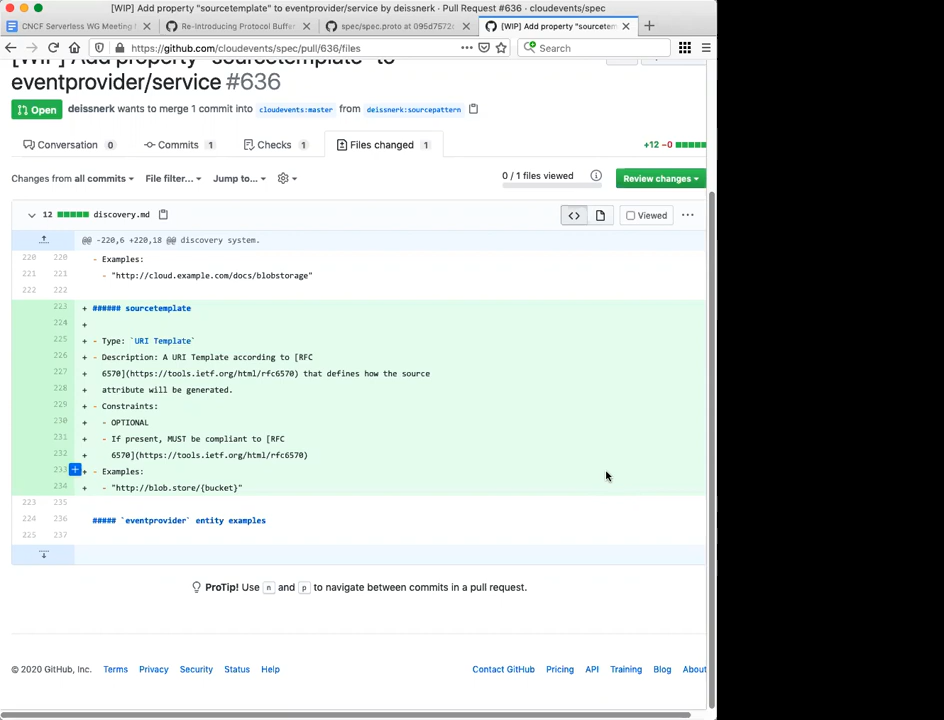 [WIP] Add property "sourcetemplate" to eventprovider/service by deissnerk · Pull Request #636 · cloudevents/spec
CNCF Serverless WG Meeting
Re-Introducing Protocol Buffer
spec/spec.proto at 095d7572c
[WIP] Add property "sourcetem
https://github.com/cloudevents/spec/pull/636/files
Search
[WIP] Add property "sourcetemplate" to
eventprovider/service #636
Open
deissnerk wants to merge 1 commit into cloudevents:master from deissnerk:sourcepattern
Conversation 0
Commits 1
Checks 1
Files changed 1
+12 −0
Changes from all commits
File filter...
Jump to...
0 / 1 files viewed
Review changes
12 discovery.md
Viewed
@@ -220,6 +220,18 @@ discovery system.
220 220 - Examples:
221 221 - "http://cloud.example.com/docs/blobstorage"
222 222
223 + ###### sourcetemplate
224 +
225 + - Type: `URI Template`
226 + - Description: A URI Template according to [RFC
227 + 6570](https://tools.ietf.org/html/rfc6570) that defines how the source
228 + attribute will be generated.
229 + - Constraints:
230 + - OPTIONAL
231 + - If present, MUST be compliant to [RFC
232 + 6570](https://tools.ietf.org/html/rfc6570)
233 + - Examples:
234 + - "http://blob.store/{bucket}"
223 235
224 236 ##### `eventprovider` entity examples
225 237
ProTip! Use n and p to navigate between commits in a pull request.
© 2020 GitHub, Inc. Terms Privacy Security Status Help
Contact GitHub Pricing API Training Blog About